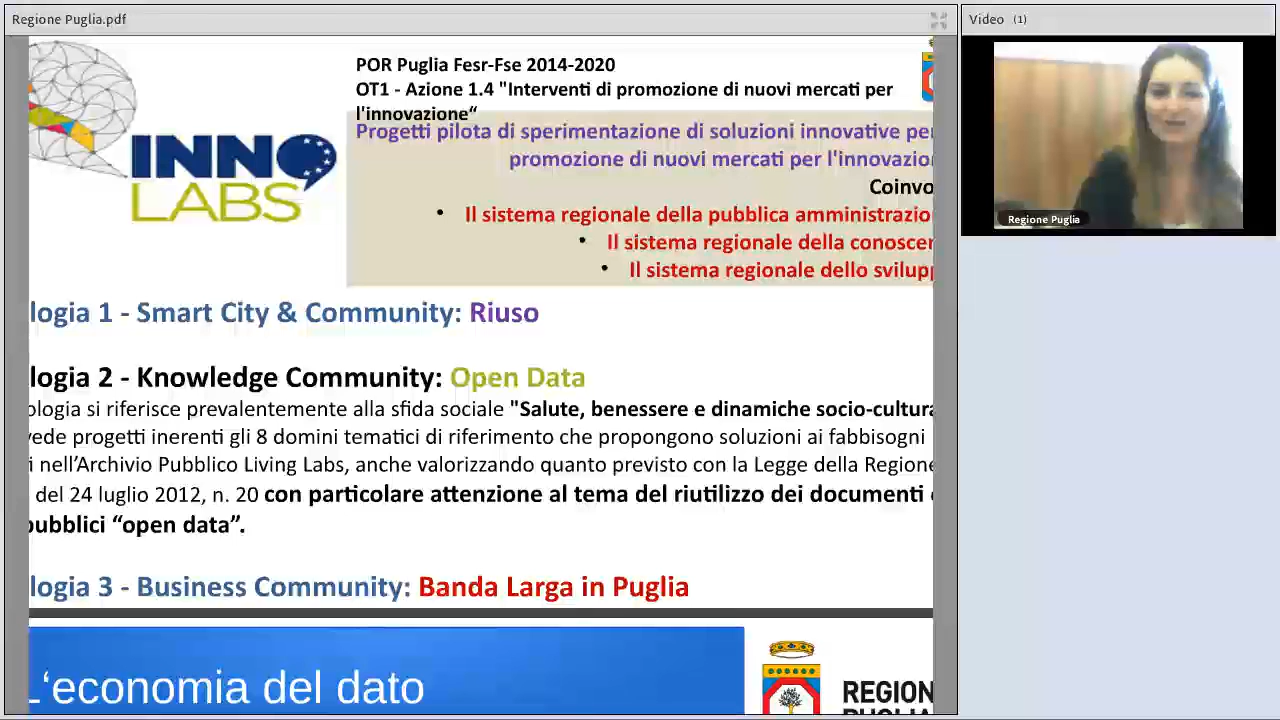 Regione Puglia.pdf
Video (1)
POR Puglia Fesr-Fse 2014-2020
OT1 - Azione 1.4 "Interventi di promozione di nuovi mercati per
l'innovazione“
Progetti pilota di sperimentazione di soluzioni innovative per
promozione di nuovi mercati per l'innovazio
Coinvo
• Il sistema regionale della pubblica amministrazio
• Il sistema regionale della conoscen
• Il sistema regionale dello svilupp
INNO
LABS
Regione Puglia
logia 1 - Smart City & Community: Riuso
logia 2 - Knowledge Community: Open Data
ologia si riferisce prevalentemente alla sfida sociale "Salute, benessere e dinamiche socio-cultura
vede progetti inerenti gli 8 domini tematici di riferimento che propongono soluzioni ai fabbisogni
i nell’Archivio Pubblico Living Labs, anche valorizzando quanto previsto con la Legge della Regione
del 24 luglio 2012, n. 20 con particolare attenzione al tema del riutilizzo dei documenti
pubblici “open data”.
logia 3 - Business Community: Banda Larga in Puglia
L‘economia del dato
REGION
PUGLIA